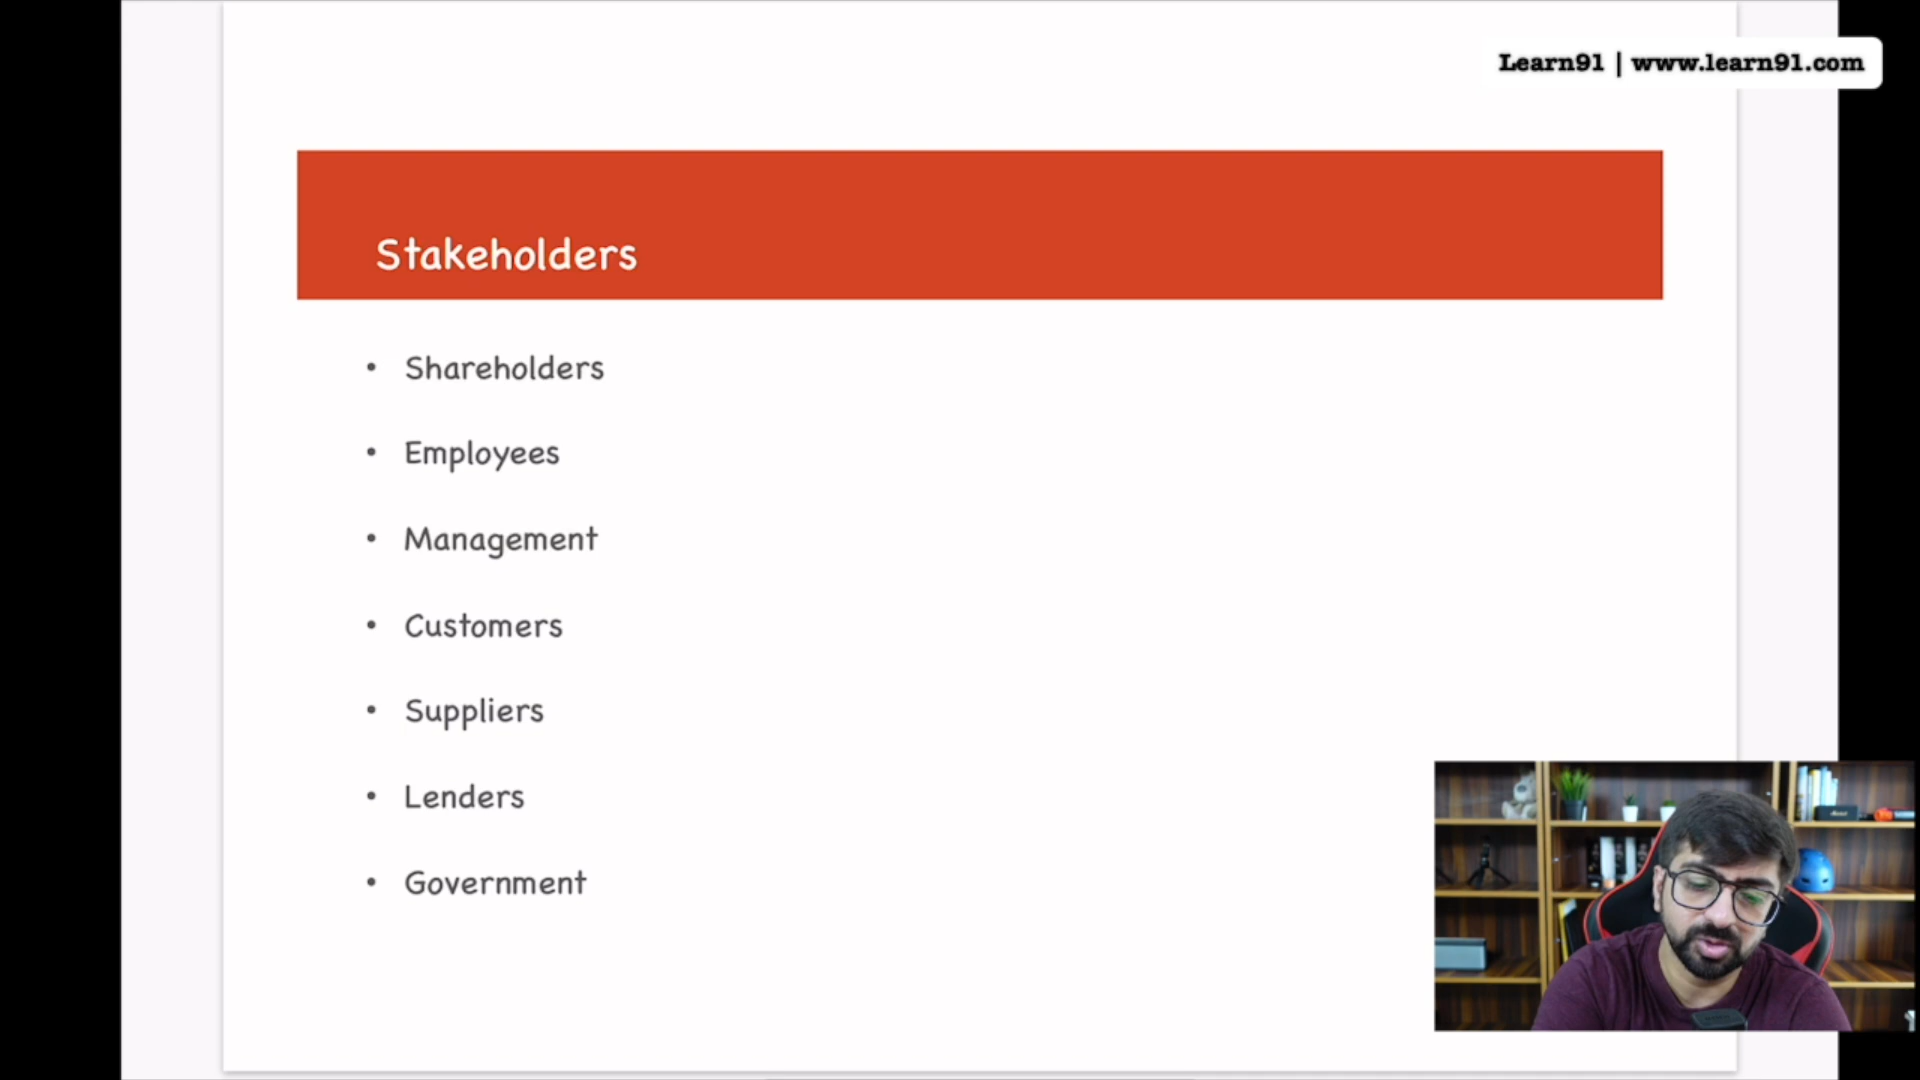 Learn91 | www.learn91.com
Stakeholders
• Shareholders
• Employees
• Management
• Customers
• Suppliers
• Lenders
• Government